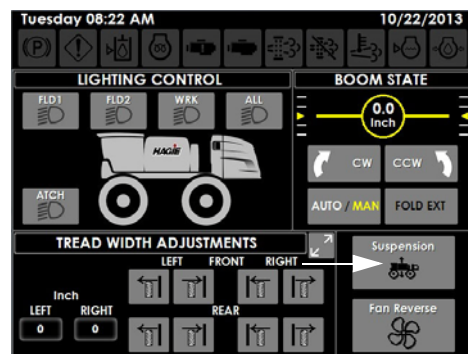 Tuesday 08:22 AM 10/22/2013
LIGHTING CONTROL
FLD1 FLD2 WRK ALL
HAGIE
ATCH
BOOM STATE
0.0
Inch
CW CCW
AUTO / MAN FOLD EXT
TREAD WIDTH ADJUSTMENTS
LEFT FRONT RIGHT
Inch
LEFT RIGHT
0 0
REAR
Suspension
Fan Reverse